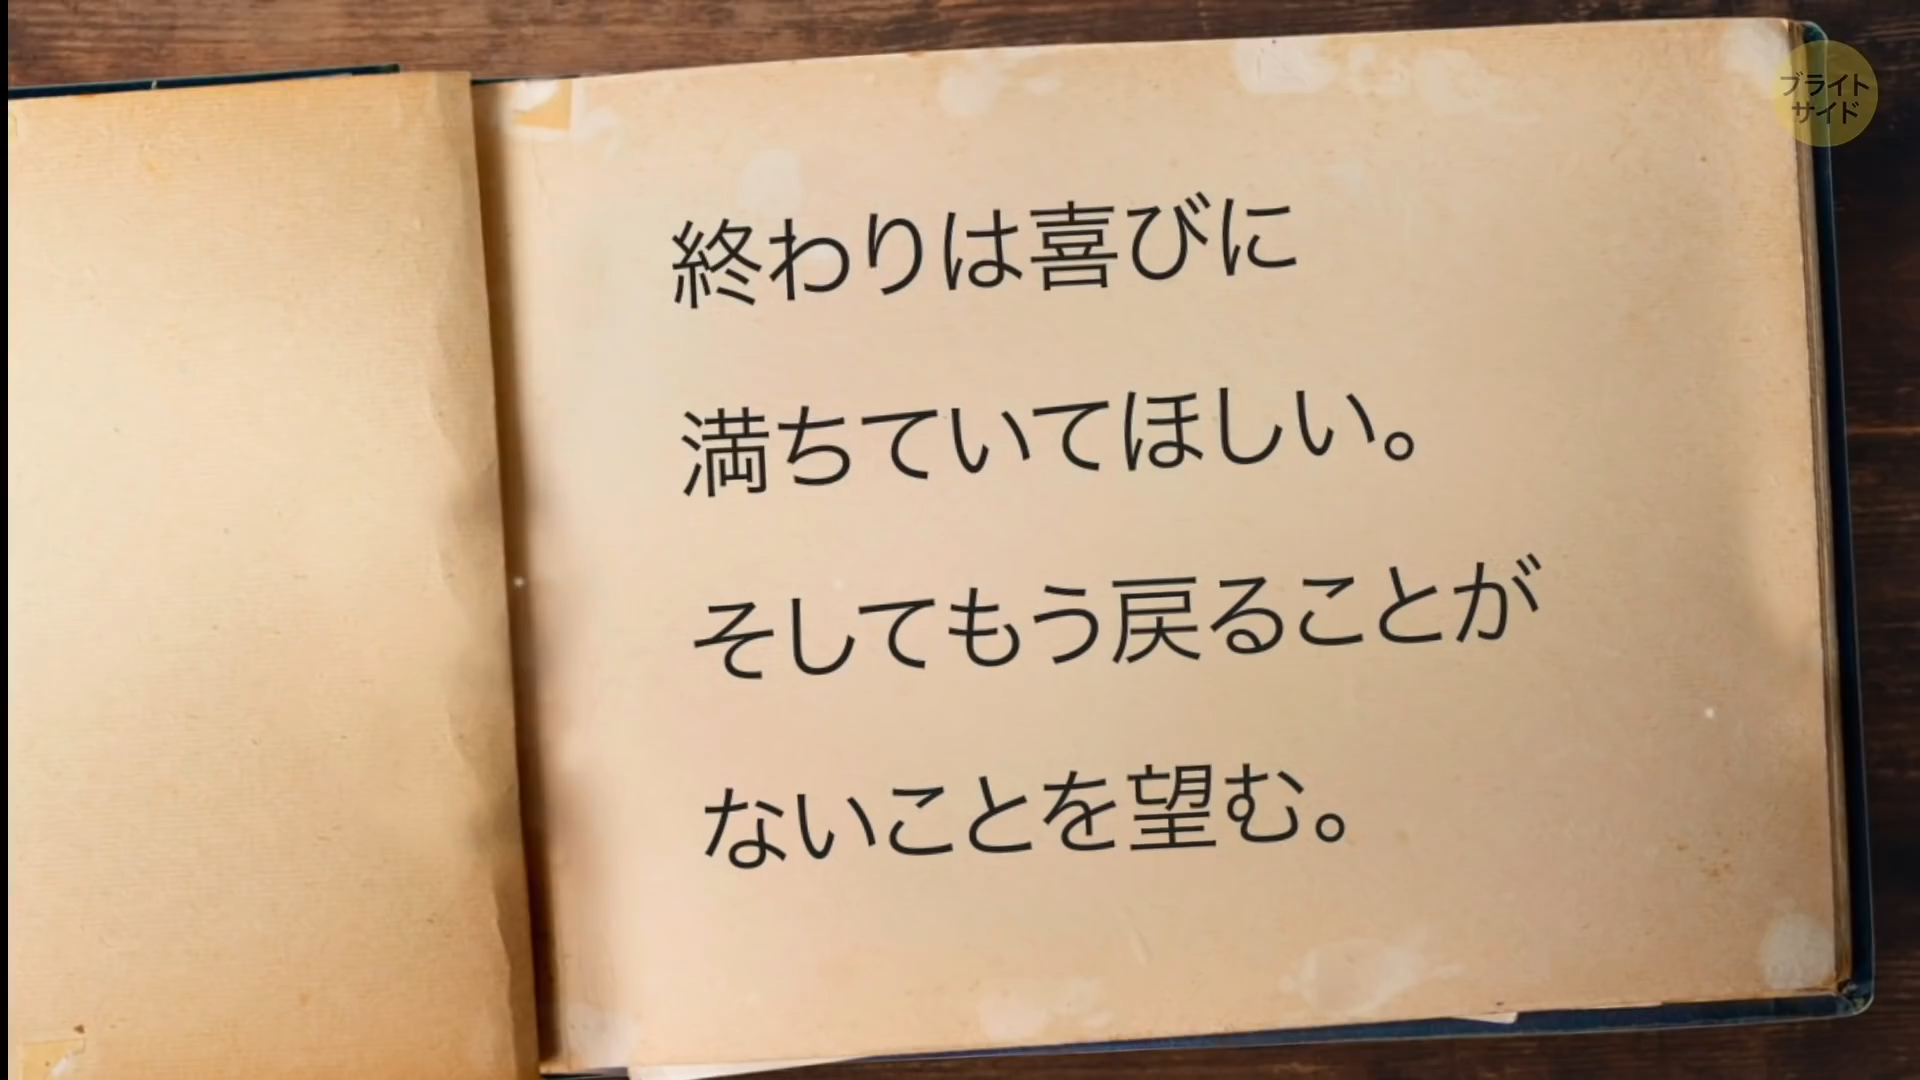 ブライト
サイド
終わりは喜びに
満ちていてほしい。
そしてもう戻ることが
ないことを望む。